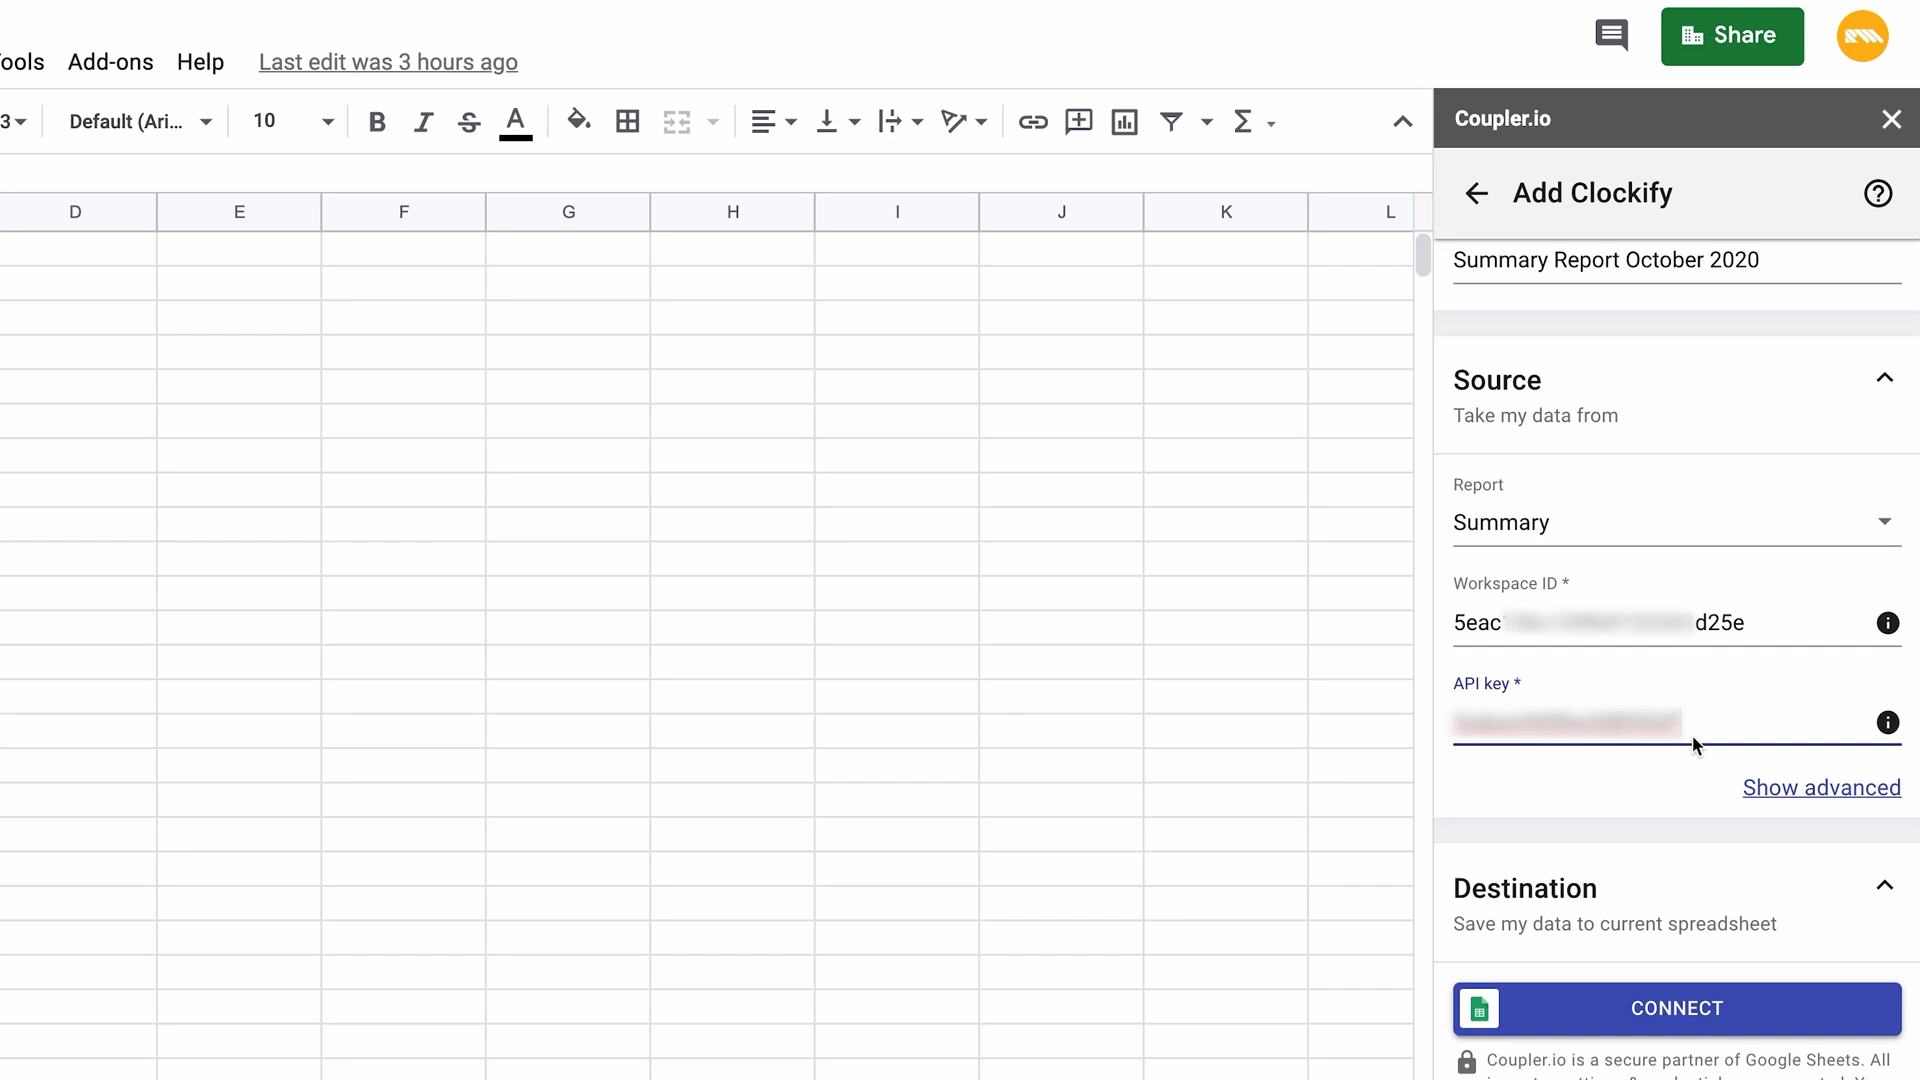 Share
ools Add-ons Help Last edit was 3 hours ago
3 Default (Ari... 10 B I S A Σ
Coupler.io
Add Clockify
D E F G H I J K L
Summary Report October 2020
Source
Take my data from
Report
Summary
Workspace ID *
5eac d25e
API key *
Show advanced
Destination
Save my data to current spreadsheet
CONNECT
Coupler.io is a secure partner of Google Sheets. All